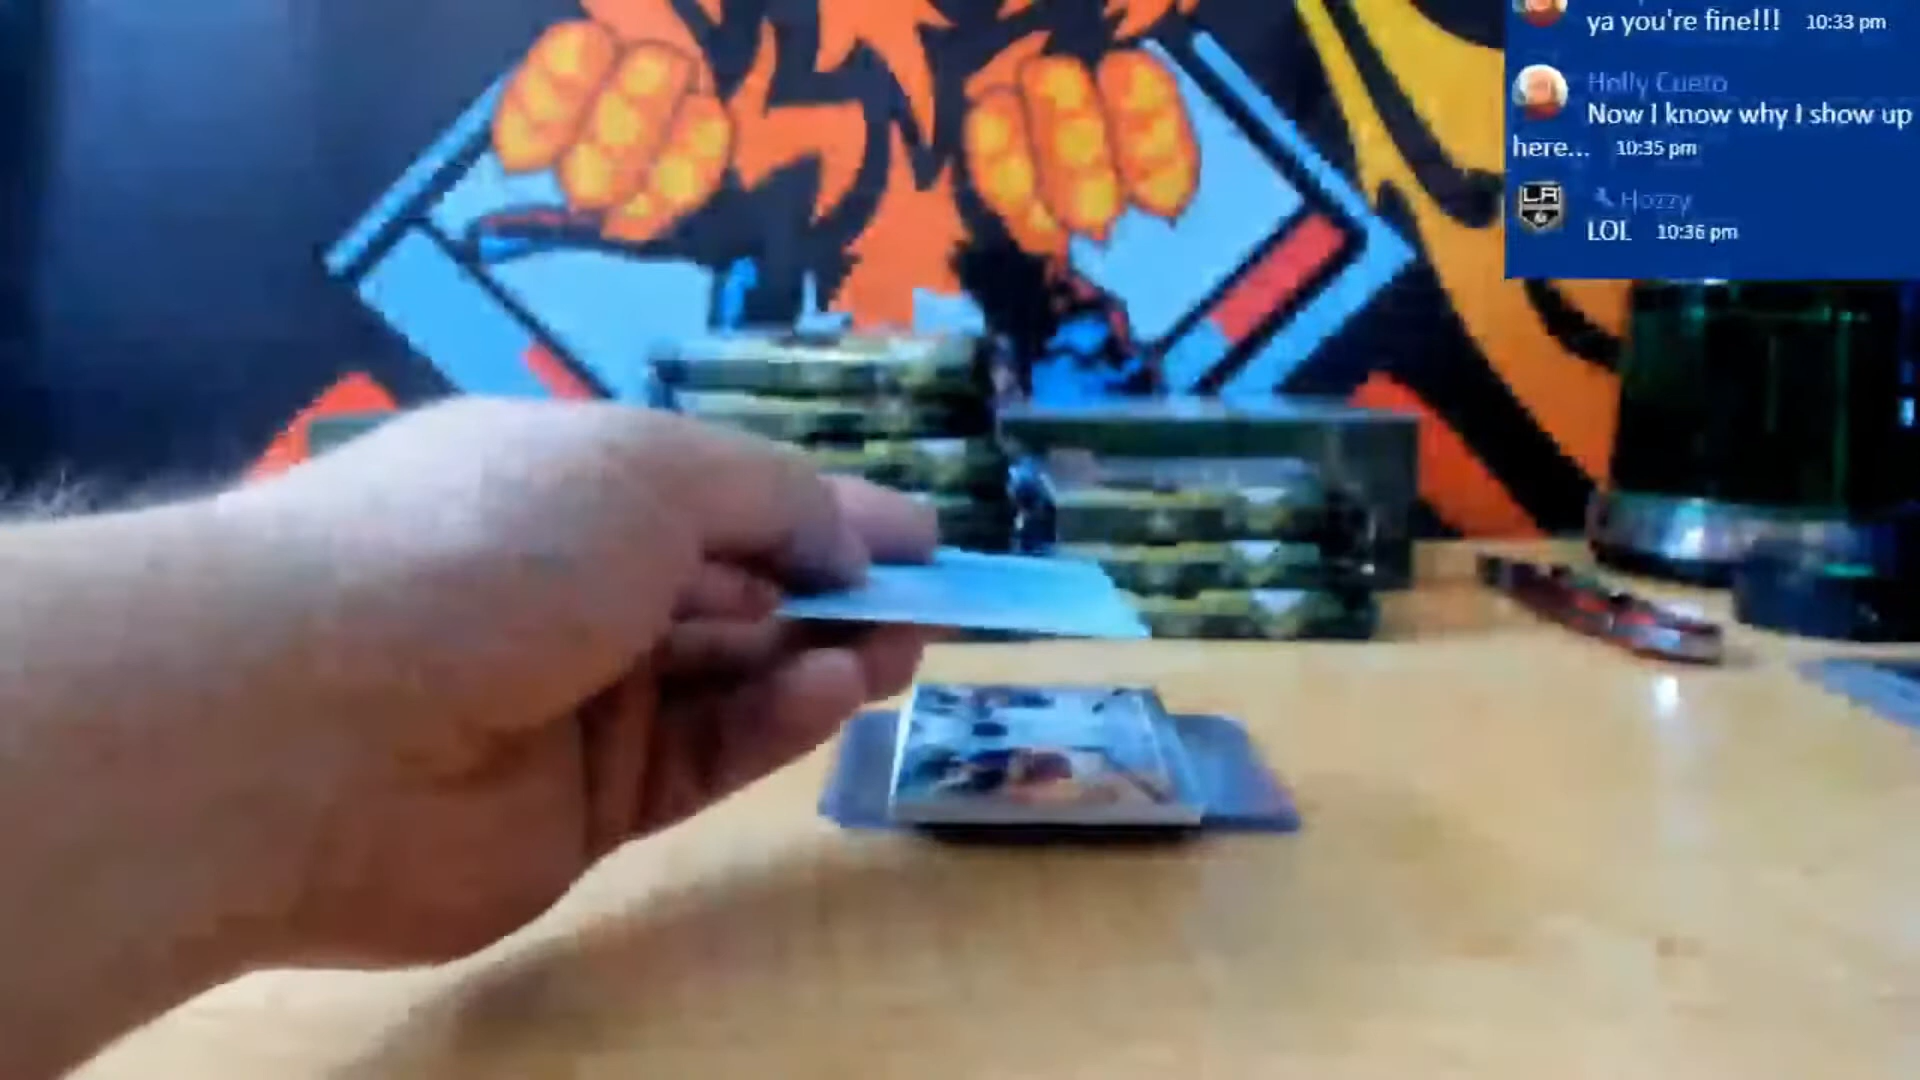 ya you're fine!!! 10:33 pm
Holly Cueto
Now I know why I show up
here... 10:35 pm
LA
Hozzy
LOL 10:36 pm